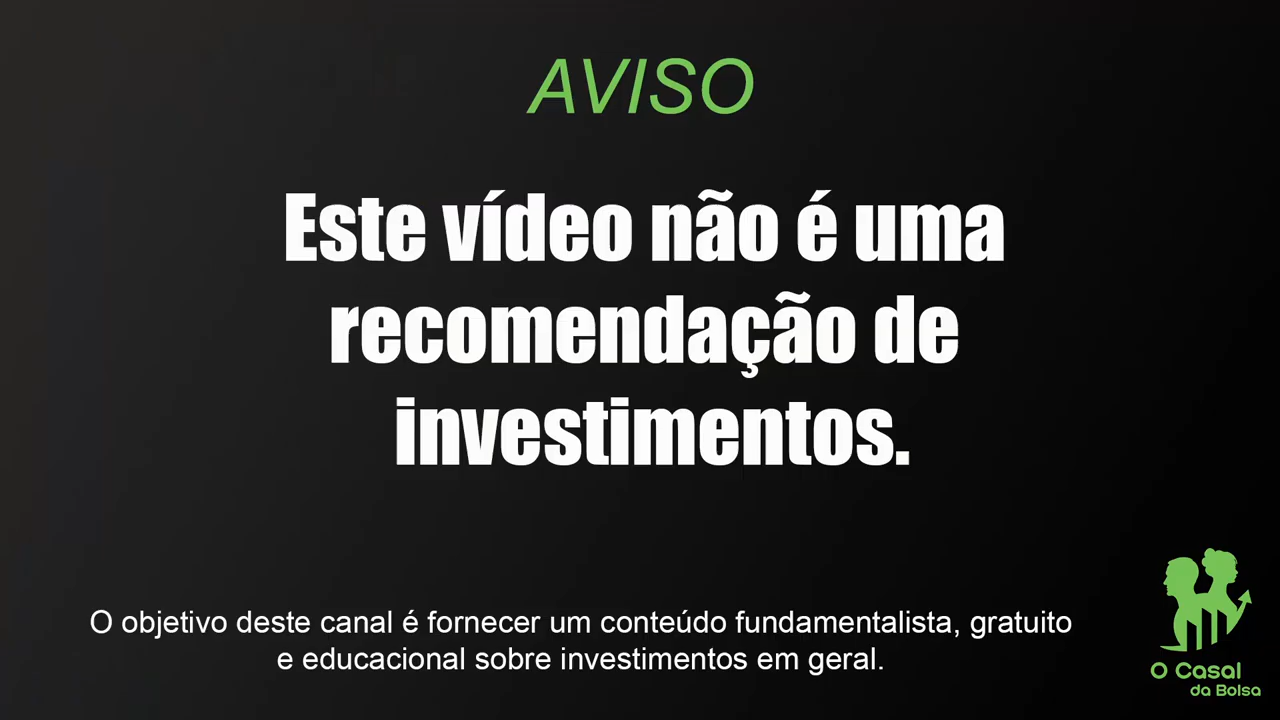 AVISO
Este vídeo não é uma
recomendação de
investimentos.
O objetivo deste canal é fornecer um conteúdo fundamentalista, gratuito
e educacional sobre investimentos em geral.
O Casal
da Bolsa